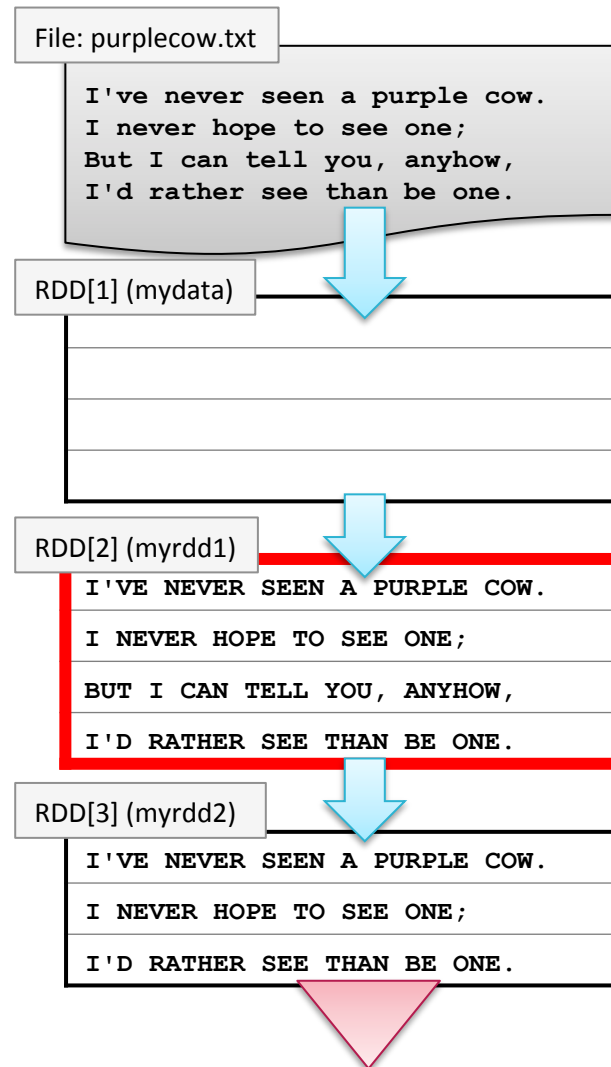 File: purplecow.txt
I've never seen a purple cow.
I never hope to see one;
But I can tell you, anyhow,
I'd rather see than be one.
RDD[1] (mydata)
RDD[2] (myrdd1)
I'VE NEVER SEEN A PURPLE COW.
I NEVER HOPE TO SEE ONE;
BUT I CAN TELL YOU, ANYHOW,
I'D RATHER SEE THAN BE ONE.
RDD[3] (myrdd2)
I'VE NEVER SEEN A PURPLE COW.
I NEVER HOPE TO SEE ONE;
I'D RATHER SEE THAN BE ONE.